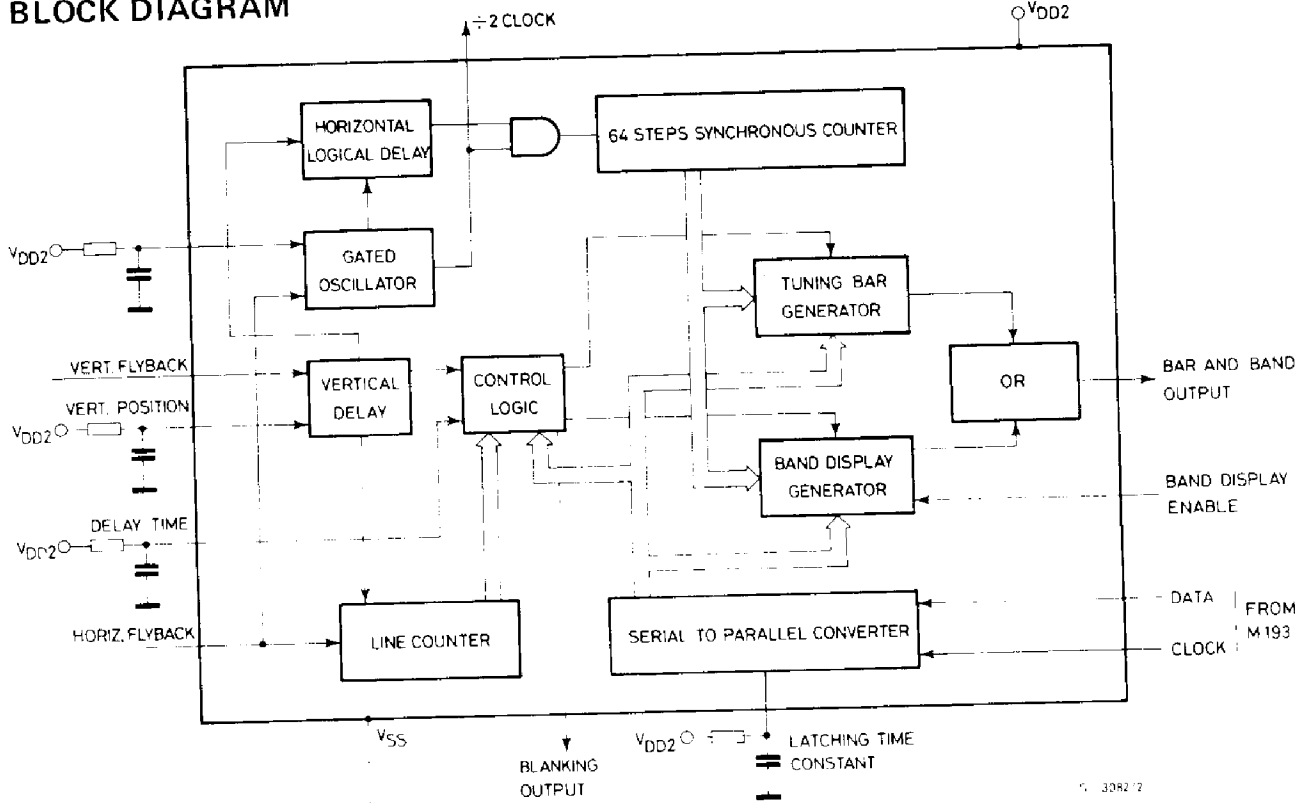 BLOCK DIAGRAM
÷2 CLOCK
VDD2
HORIZONTAL
LOGICAL DELAY
64 STEPS SYNCHRONOUS COUNTER
VDD2
GATED
OSCILLATOR
TUNING BAR
GENERATOR
VERT. FLYBACK
VERTICAL
DELAY
CONTROL
LOGIC
OR
BAR AND BAND
OUTPUT
VERT. POSITION
VDD2
BAND DISPLAY
GENERATOR
BAND DISPLAY
ENABLE
DELAY TIME
VDD2
HORIZ. FLYBACK
LINE COUNTER
SERIAL TO PARALLEL CONVERTER
DATA
CLOCK
FROM
M193
VSS
BLANKING
OUTPUT
VDD2
LATCHING TIME
CONSTANT